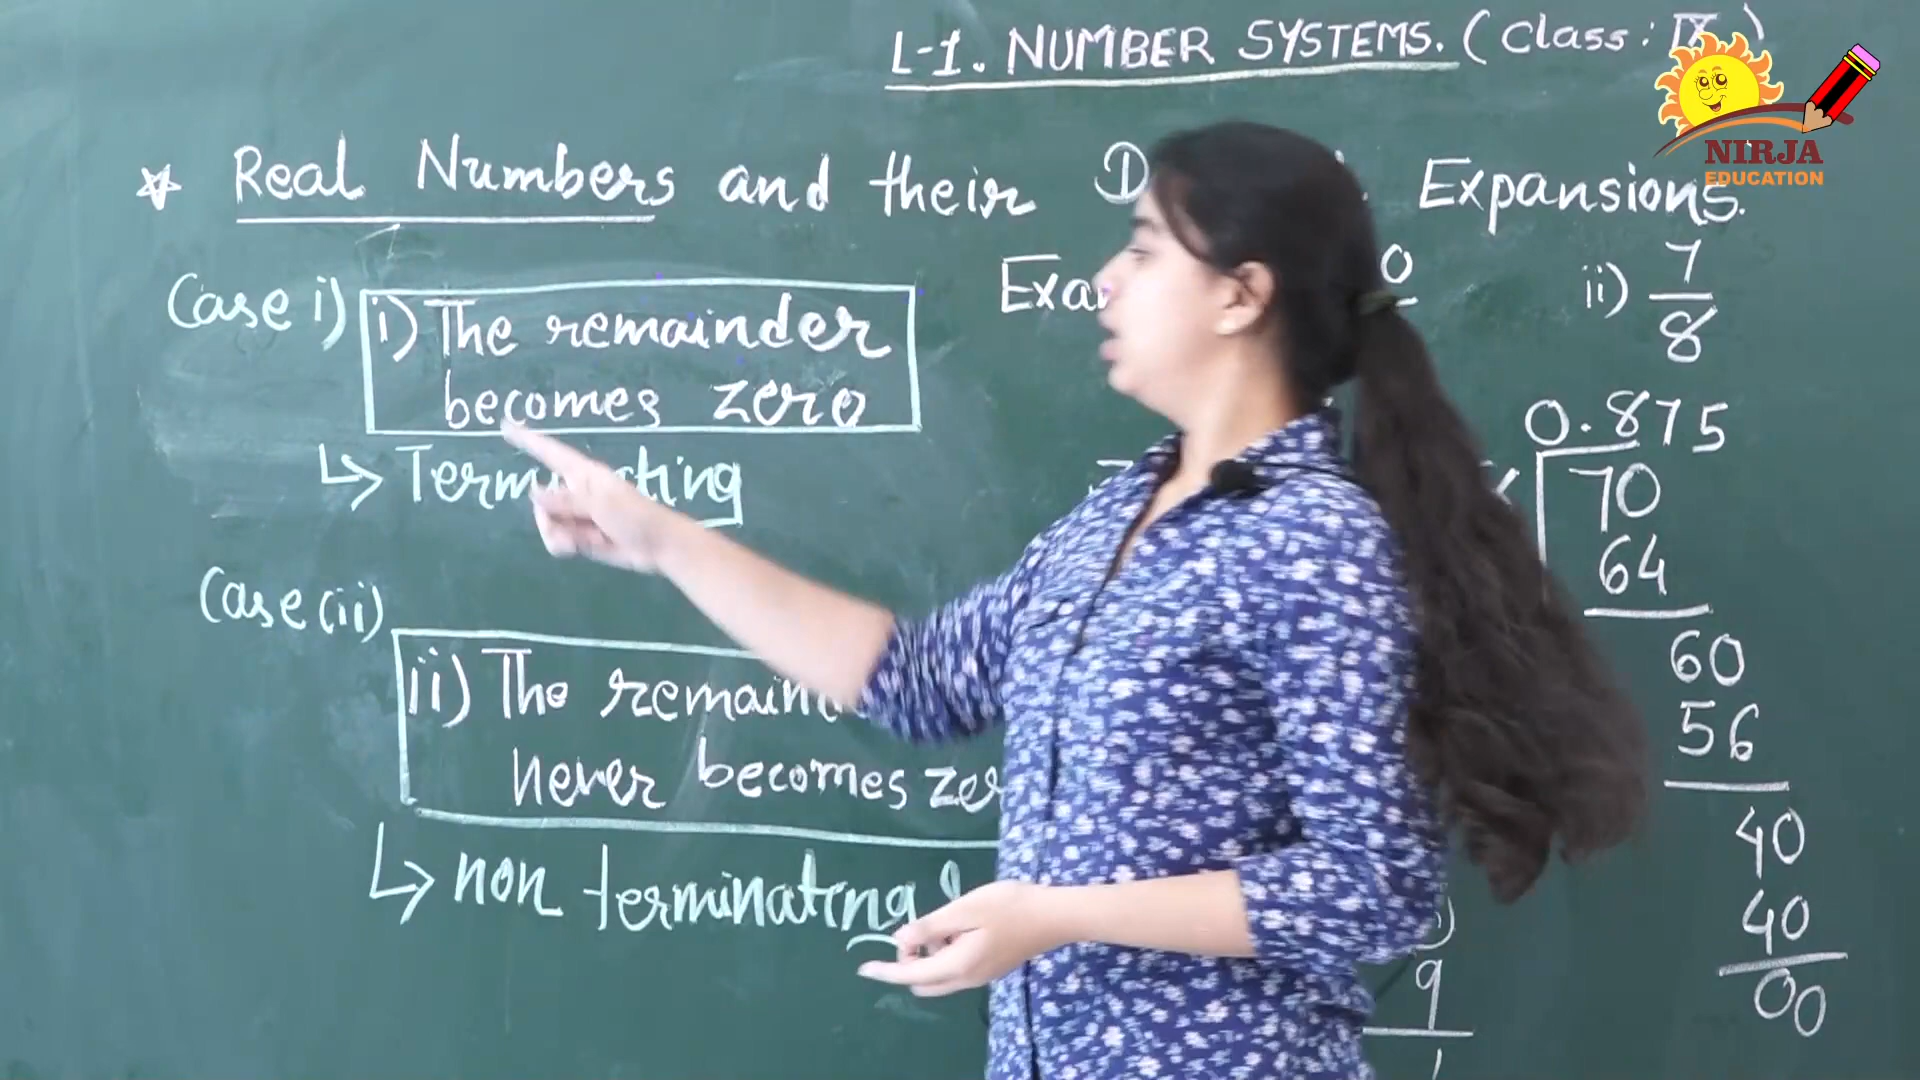 L-1. NUMBER SYSTEMS. (Class: IX)
NIRJA
EDUCATION
Real Numbers and their Expansions.
Case i)
i) The remainder
becomes zero
↳ Terminating
Case (ii)
ii) The
never becomes
↳ non terminating
ii) 7
8
0.875
70
64
60
56
40
40
00
9
1